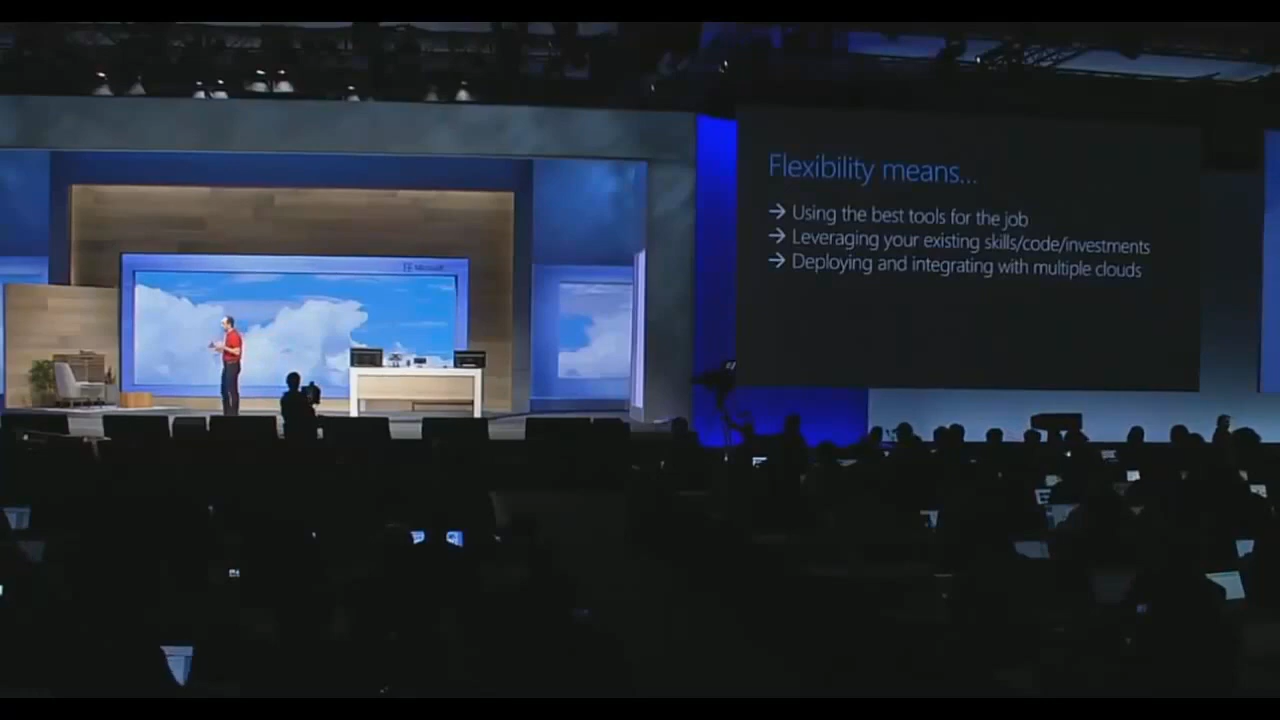 Microsoft
Flexibility means...
→ Using the best tools for the job
→ Leveraging your existing skills/code/investments
→ Deploying and integrating with multiple clouds